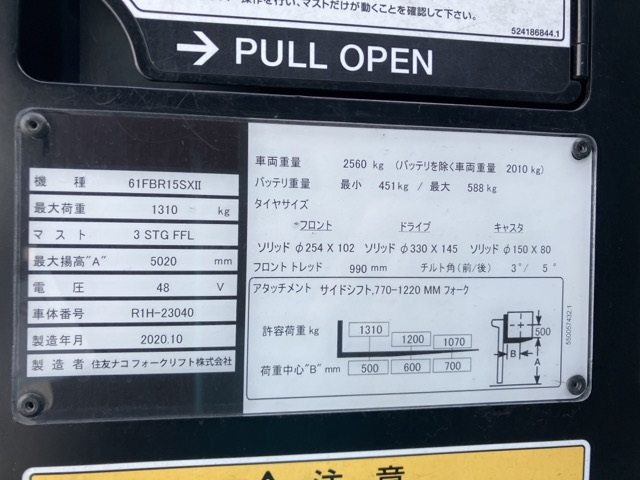 操作を行い、マストだけが動くことを確認して下さい。
524186844.1
→ PULL OPEN
機 種 61FBR15SXII
最大荷重 1310 kg
マ ス ト 3 STG FFL
最大揚高"A" 5020 mm
電 圧 48 V
車体番号 R1H-23040
製造年月 2020.10
製 造 者 住友ナコ フォークリフト株式会社
車両重量 2560 kg (バッテリを除く車両重量 2010 kg)
バッテリ重量 最小 451kg / 最大 588 kg
タイヤサイズ
フロント ドライブ キャスタ
ソリッド φ254 X 102 ソリッド φ330 X 145 ソリッド φ150 X 80
フロント トレッド 990 mm チルト角(前/後) 3°/ 5°
アタッチメント サイドシフト,770-1220 MM フォーク
許容荷重 kg 1310 1200 1070
荷重中心"B" mm 500 600 700
500
B
A
550057432.1
注 意